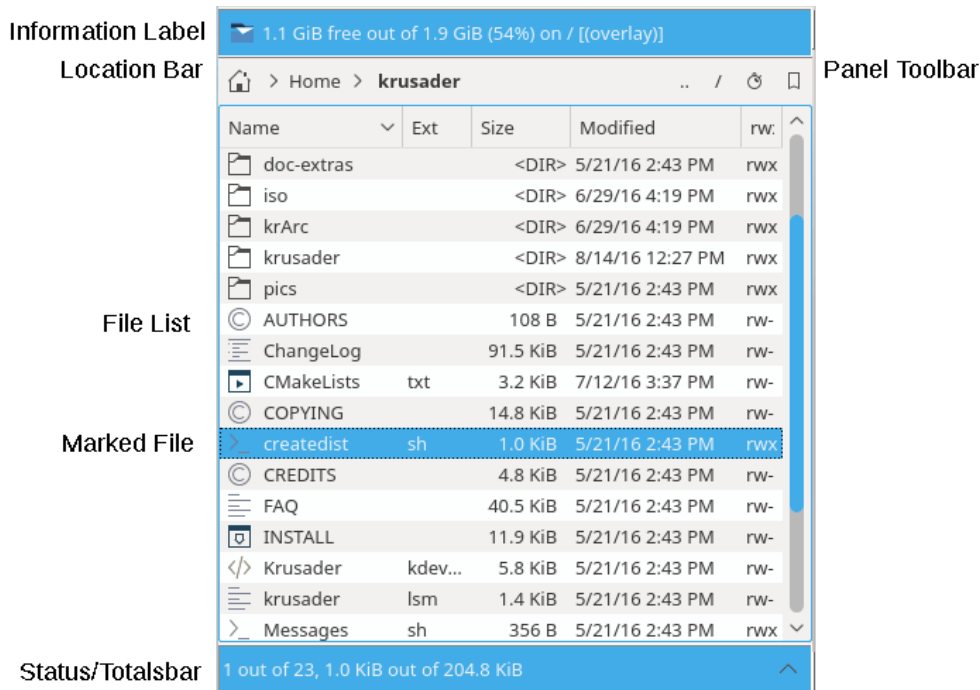 Information Label
1.1 GiB free out of 1.9 GiB (54%) on / [(overlay)]
Location Bar
> Home > krusader .. /
Panel Toolbar
Name Ext Size Modified rw:
doc-extras <DIR> 5/21/16 2:43 PM rwx
iso <DIR> 6/29/16 4:19 PM rwx
krArc <DIR> 6/29/16 4:19 PM rwx
krusader <DIR> 8/14/16 12:27 PM rwx
pics <DIR> 5/21/16 2:43 PM rwx
File List
AUTHORS 108 B 5/21/16 2:43 PM rw-
ChangeLog 91.5 KiB 5/21/16 2:43 PM rw-
CMakeLists txt 3.2 KiB 7/12/16 3:37 PM rw-
COPYING 14.8 KiB 5/21/16 2:43 PM rw-
Marked File
createdist sh 1.0 KiB 5/21/16 2:43 PM rwx
CREDITS 4.8 KiB 5/21/16 2:43 PM rw-
FAQ 40.5 KiB 5/21/16 2:43 PM rw-
INSTALL 11.9 KiB 5/21/16 2:43 PM rw-
Krusader kdev... 5.8 KiB 5/21/16 2:43 PM rw-
krusader lsm 1.4 KiB 5/21/16 2:43 PM rw-
Messages sh 356 B 5/21/16 2:43 PM rwx
Status/Totalsbar
1 out of 23, 1.0 KiB out of 204.8 KiB